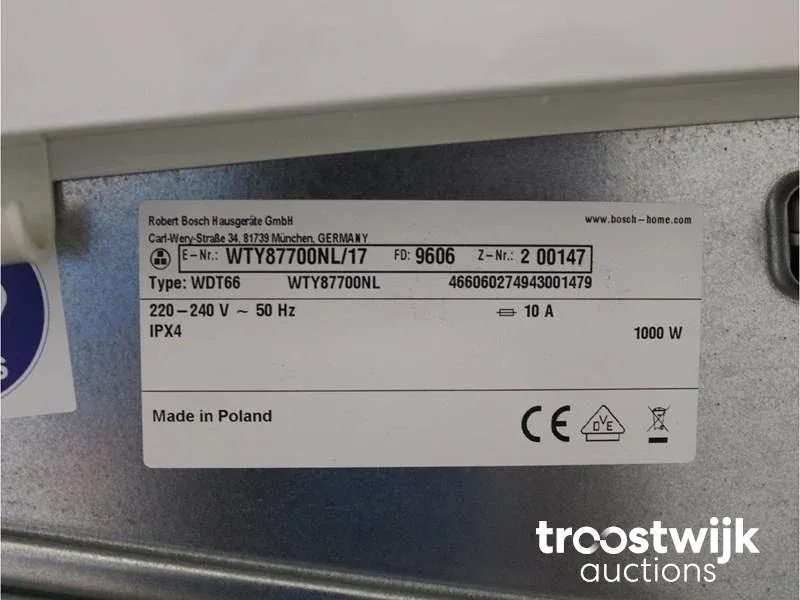 Robert Bosch Hausgeräte GmbH
www.bosch-home.com
Carl-Wery-Straße 34, 81739 München, GERMANY
E-Nr.: WTY87700NL/17 FD: 9606 Z-Nr.: 2 00147
Type: WDT66 WTY87700NL 466060274943001479
220-240 V ~ 50 Hz 10 A
IPX4 1000 W
Made in Poland
CE
DVE
troostwijk
auctions